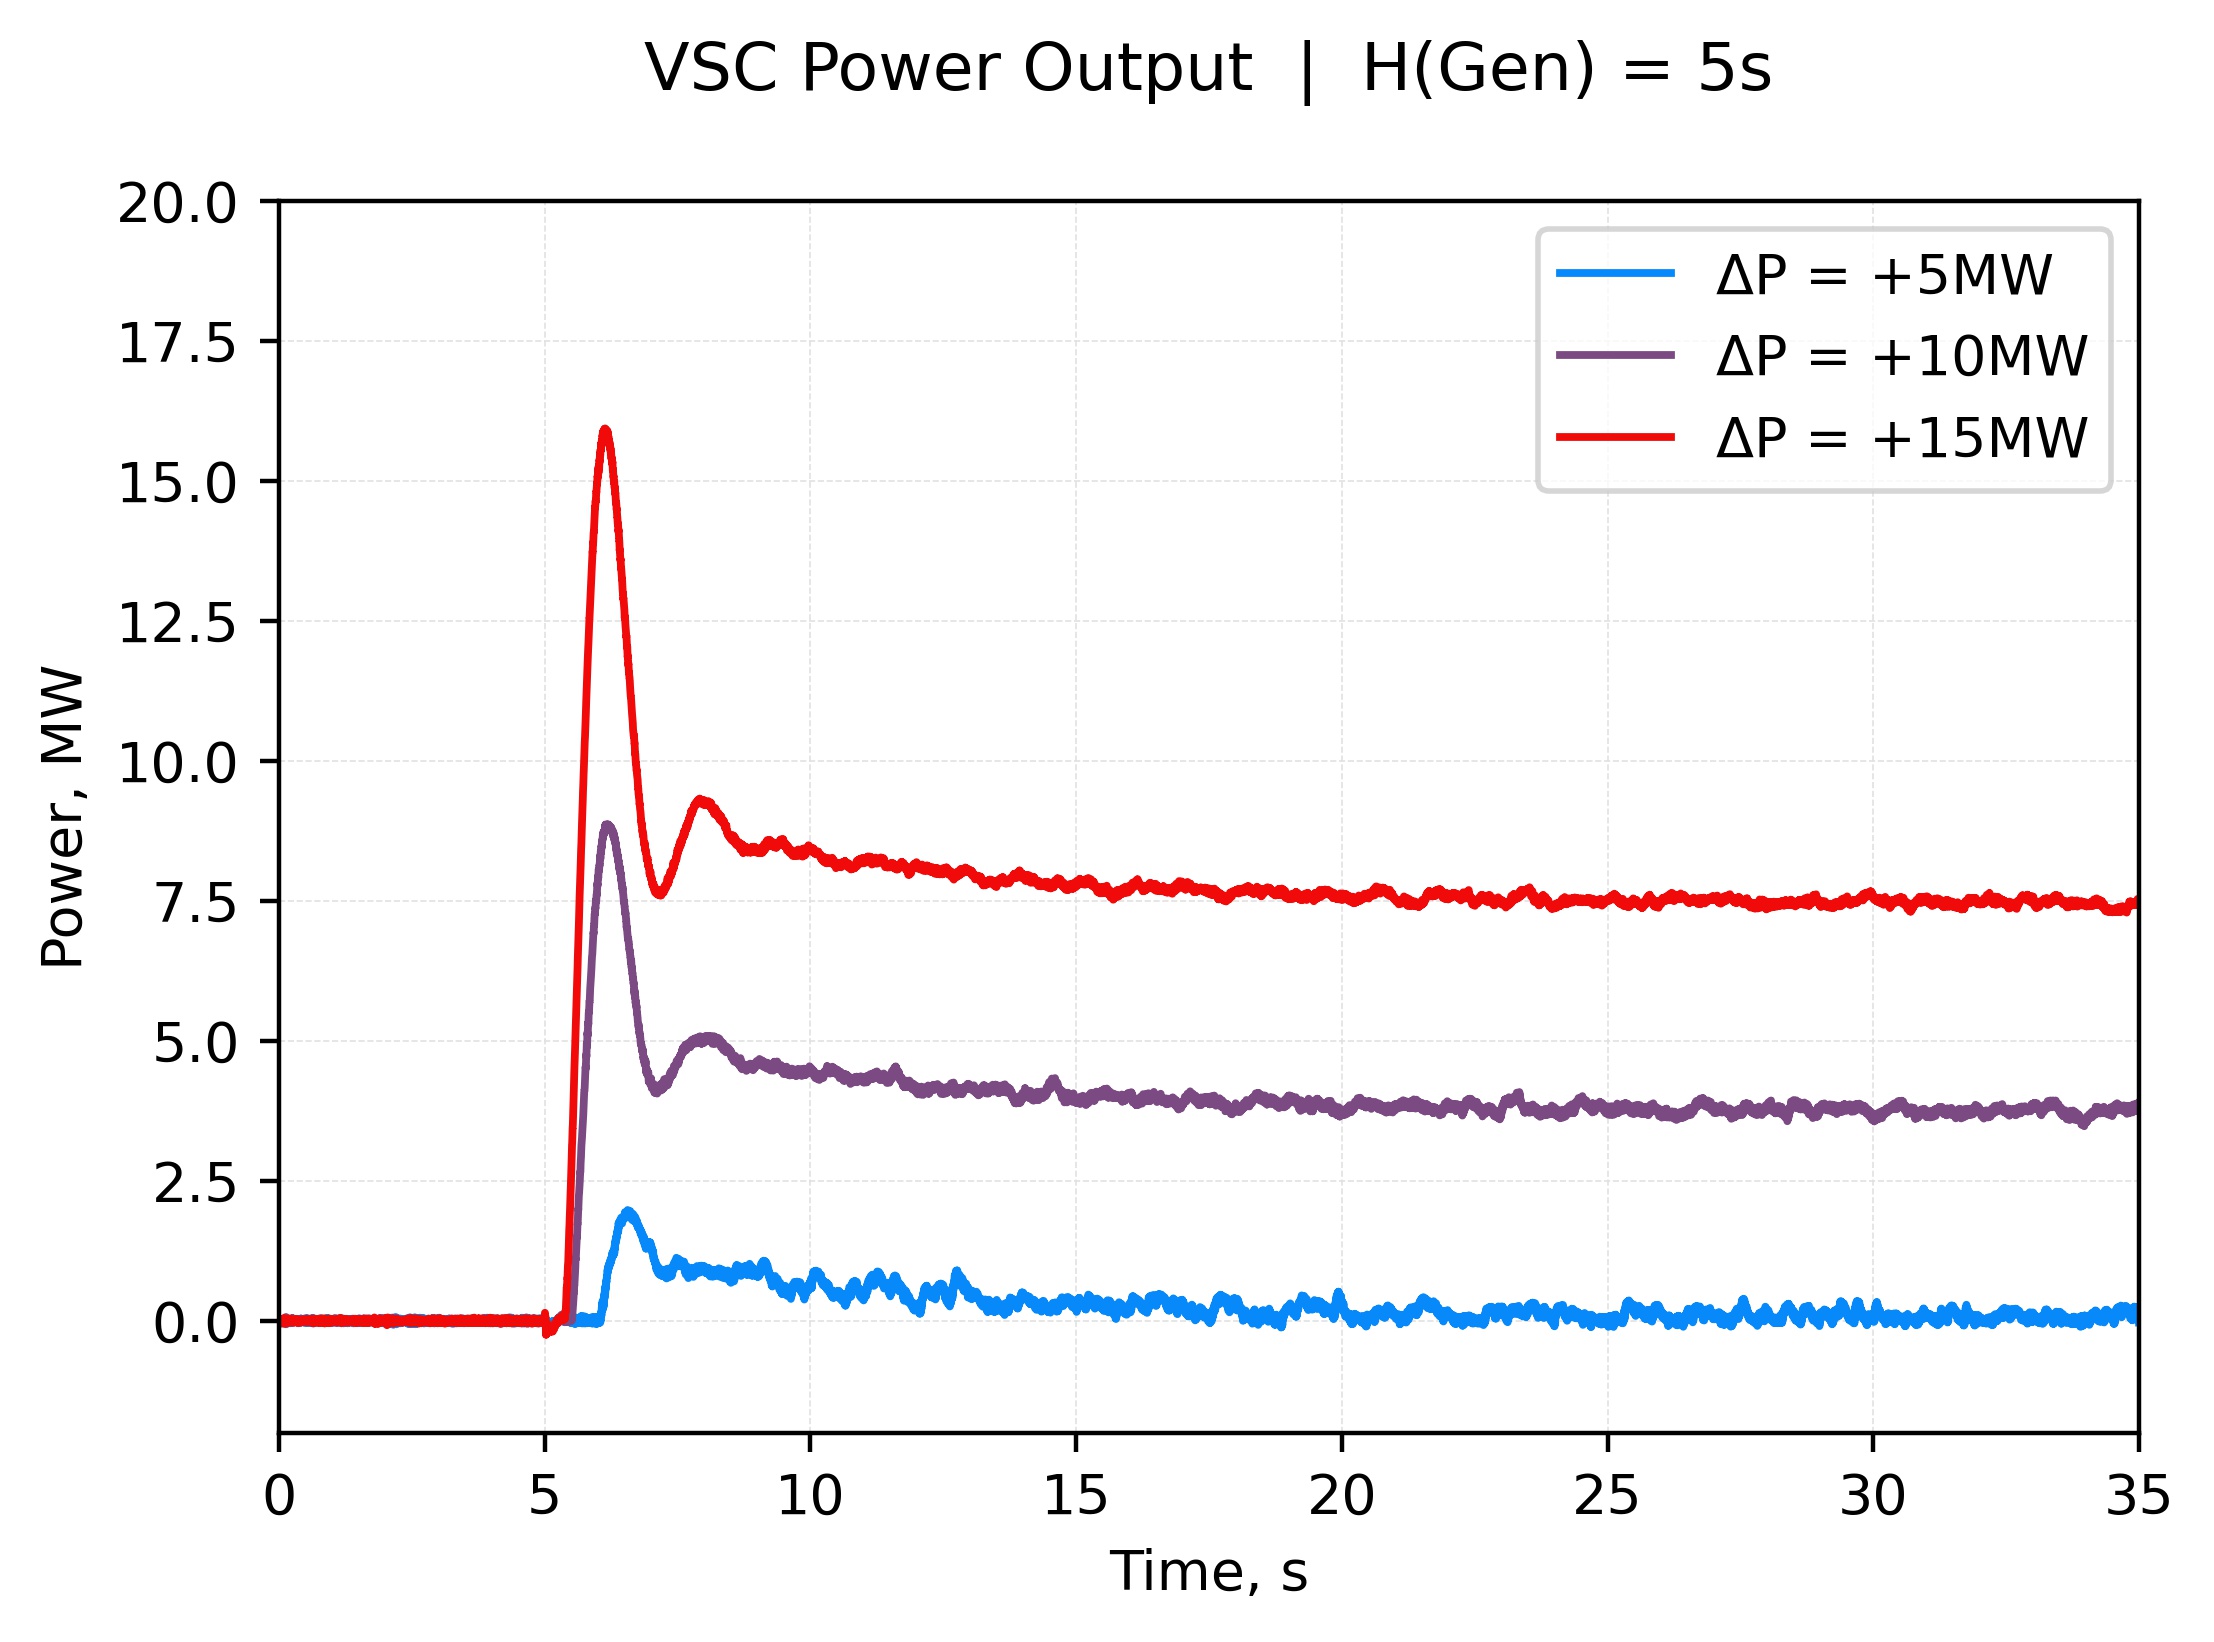 VSC Power Output | H(Gen) = 5s
20.0
17.5
15.0
12.5
10.0
7.5
5.0
2.5
0.0
Power, MW
ΔP = +5MW
ΔP = +10MW
ΔP = +15MW
0 5 10 15 20 25 30 35
Time, s